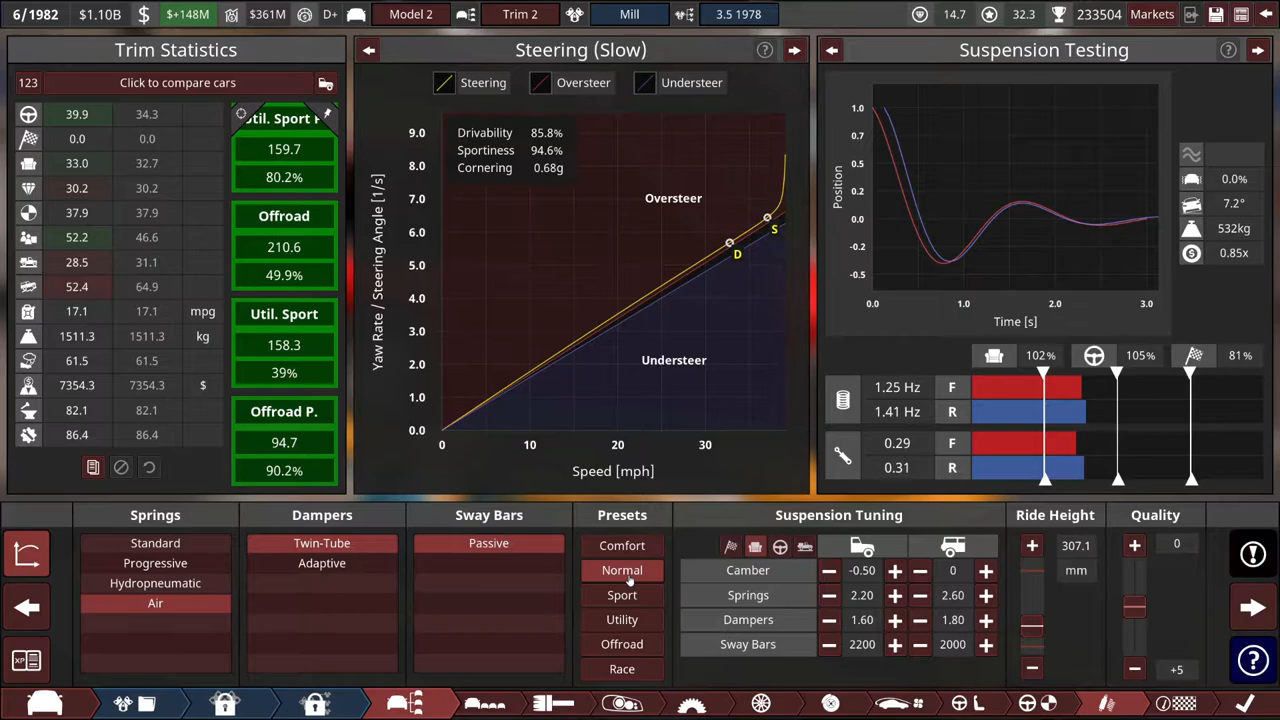 6/1982 $1.10B $+148M $361M D+ Model 2 Trim 2 Mill 3.5 1978 14.7 32.3 233504 Markets
Trim Statistics
123 Click to compare cars
39.9 34.3
0.0 0.0
33.0 32.7
30.2 30.2
37.9 37.9
52.2 46.6
28.5 31.1
52.4 64.9
17.1 17.1 mpg
1511.3 1511.3 kg
61.5 61.5
7354.3 7354.3 $
82.1 82.1
86.4 86.4
159.7
80.2%
Offroad
210.6
49.9%
Util. Sport
158.3
39%
Offroad P.
94.7
90.2%
Steering (Slow) ?
Steering Oversteer Understeer
Drivability 85.8%
Sportiness 94.6%
Cornering 0.68g
Oversteer
Understeer
S
D
Yaw Rate / Steering Angle [1/s]
9.0
8.0
7.0
6.0
5.0
4.0
3.0
2.0
1.0
0.0
0 10 20 30
Speed [mph]
Suspension Testing ?
Position
1.0
0.7
0.5
0.2
0.0
-0.2
-0.5
0.0 1.0 2.0 3.0
Time [s]
0.0%
7.2°
532kg
0.85x
102% 105% 81%
1.25 Hz F
1.41 Hz R
0.29 F
0.31 R
Springs
Standard
Progressive
Hydropneumatic
Air
Dampers
Twin-Tube
Adaptive
Sway Bars
Passive
Presets
Comfort
Normal
Sport
Utility
Offroad
Race
Suspension Tuning
Camber - -0.50 + - 0 +
Springs - 2.20 + - 2.60 +
Dampers - 1.60 + - 1.80 +
Sway Bars - 2200 + - 2000 +
Ride Height
+ 307.1
mm
-
Quality
+ 0
- +5
XP
!
?